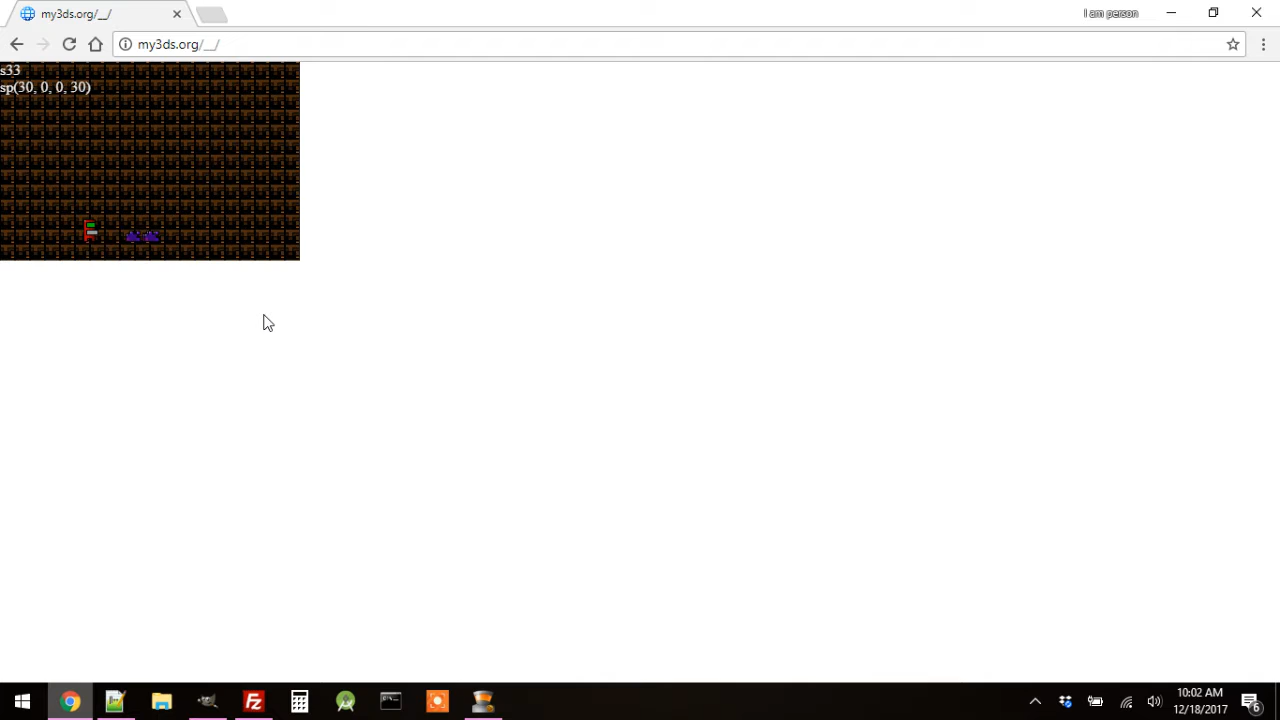 my3ds.org/__/
I am person
my3ds.org/__/
s33
sp(30, 0, 0, 30)
10:02 AM
12/18/2017
6